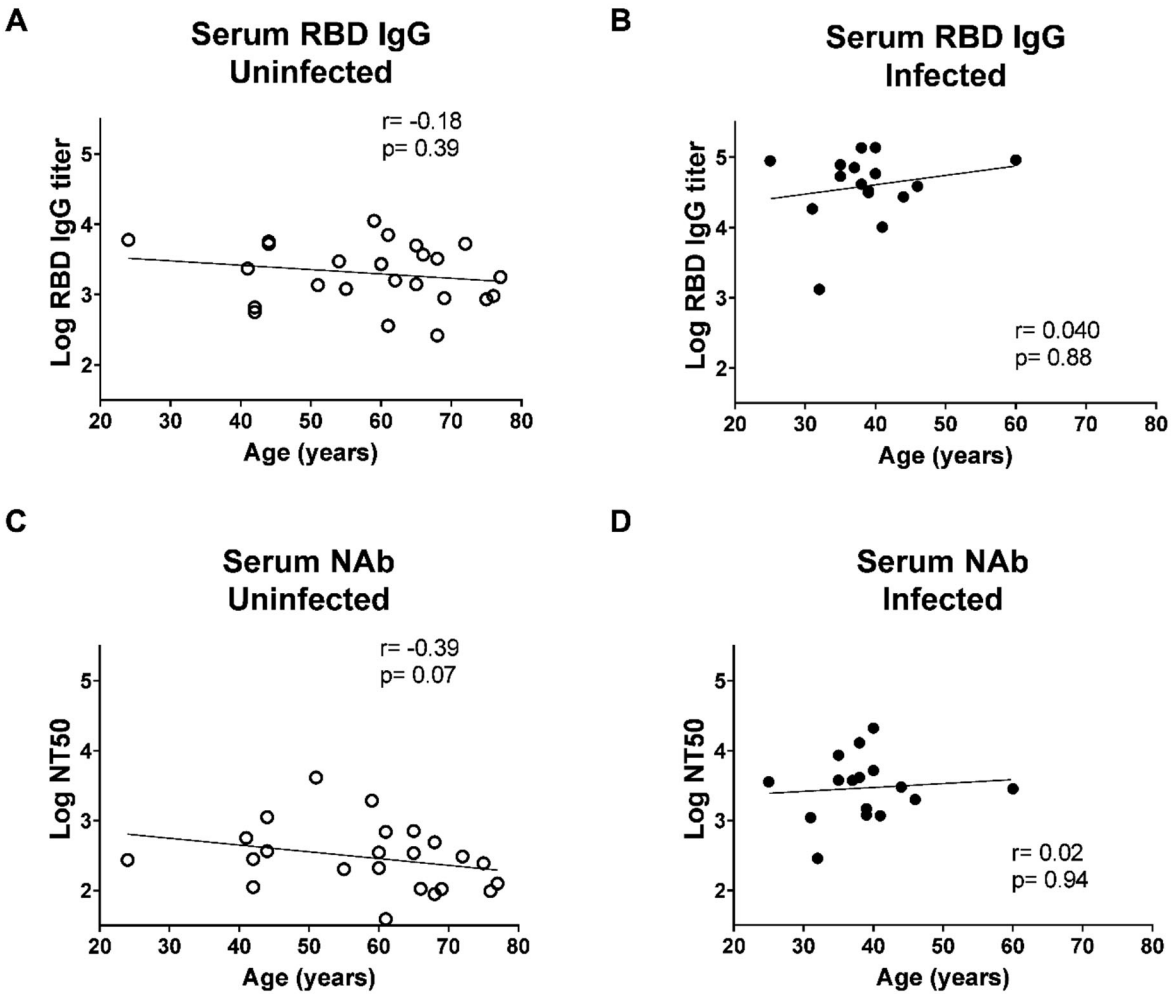 A
Serum RBD IgG
Uninfected
r= -0.18
p= 0.39
Log RBD IgG titer
5
4
3
2
20 30 40 50 60 70 80
Age (years)
B
Serum RBD IgG
Infected
Log RBD IgG titer
5
4
3
2
r= 0.040
p= 0.88
20 30 40 50 60 70 80
Age (years)
C
Serum NAb
Uninfected
r= -0.39
p= 0.07
Log NT50
5
4
3
2
20 30 40 50 60 70 80
Age (years)
D
Serum NAb
Infected
Log NT50
5
4
3
2
r= 0.02
p= 0.94
20 30 40 50 60 70 80
Age (years)